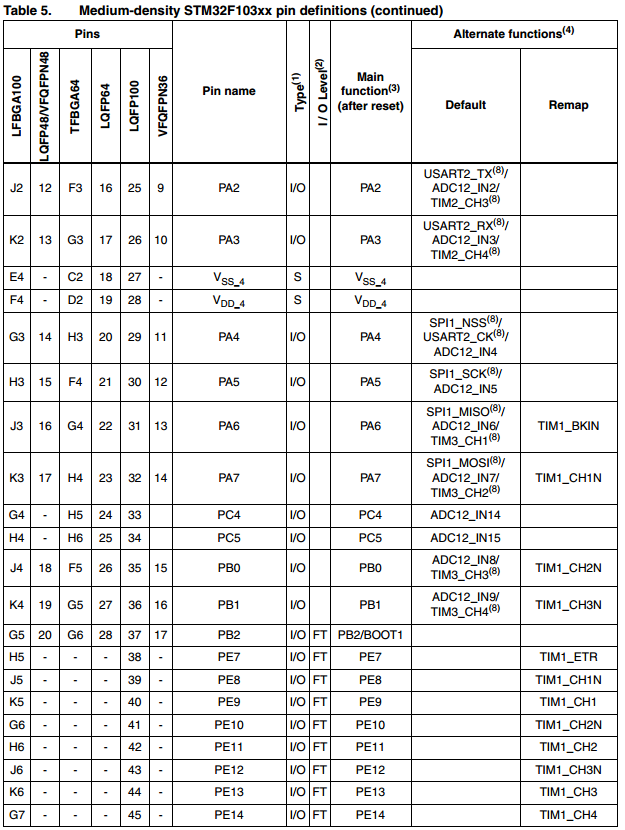 Table 5. Medium-density STM32F103xx pin definitions (continued)
Pins Pin name Type(1) I / O Level(2) Main function(3) (after reset) Alternate functions(4)
LFBGA100 LQFP48/VFQFPN48 TFBGA64 LQFP64 LQFP100 VFQFPN36 Default Remap
J2 12 F3 16 25 9 PA2 I/O PA2 USART2_TX(8)/ ADC12_IN2/ TIM2_CH3(8)
K2 13 G3 17 26 10 PA3 I/O PA3 USART2_RX(8)/ ADC12_IN3/ TIM2_CH4(8)
E4 - C2 18 27 - VSS_4 S VSS_4
F4 - D2 19 28 - VDD_4 S VDD_4
G3 14 H3 20 29 11 PA4 I/O PA4 SPI1_NSS(8)/ USART2_CK(8)/ ADC12_IN4
H3 15 F4 21 30 12 PA5 I/O PA5 SPI1_SCK(8)/ ADC12_IN5
J3 16 G4 22 31 13 PA6 I/O PA6 SPI1_MISO(8)/ ADC12_IN6/ TIM3_CH1(8) TIM1_BKIN
K3 17 H4 23 32 14 PA7 I/O PA7 SPI1_MOSI(8)/ ADC12_IN7/ TIM3_CH2(8) TIM1_CH1N
G4 - H5 24 33 PC4 I/O PC4 ADC12_IN14
H4 - H6 25 34 PC5 I/O PC5 ADC12_IN15
J4 18 F5 26 35 15 PB0 I/O PB0 ADC12_IN8/ TIM3_CH3(8) TIM1_CH2N
K4 19 G5 27 36 16 PB1 I/O PB1 ADC12_IN9/ TIM3_CH4(8) TIM1_CH3N
G5 20 G6 28 37 17 PB2 I/O FT PB2/BOOT1
H5 - - - 38 - PE7 I/O FT PE7 TIM1_ETR
J5 - - - 39 - PE8 I/O FT PE8 TIM1_CH1N
K5 - - - 40 - PE9 I/O FT PE9 TIM1_CH1
G6 - - - 41 - PE10 I/O FT PE10 TIM1_CH2N
H6 - - - 42 - PE11 I/O FT PE11 TIM1_CH2
J6 - - - 43 - PE12 I/O FT PE12 TIM1_CH3N
K6 - - - 44 - PE13 I/O FT PE13 TIM1_CH3
G7 - - - 45 - PE14 I/O FT PE14 TIM1_CH4